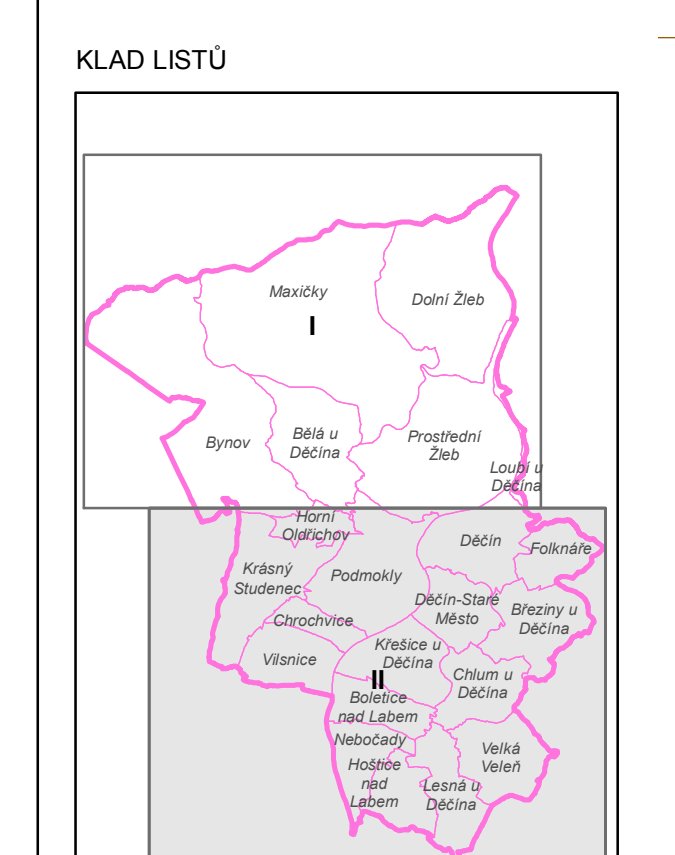 KLAD LISTŮ
Maxičky
Dolní Žleb
I
Bynov
Bělá u
Děčína
Prostřední
Žleb
Loubí u
Děčína
Horní
Oldřichov
Děčín
Folknáře
Krásný
Studenec
Podmokly
Děčín-Staré
Město
Březiny u
Děčína
Chrochvice
Vilsnice
Křešice u
Děčína
II
Chlum u
Děčína
Boletice
nad Labem
Nebočady
Velká
Veleň
Hoštice
nad
Labem
Lesná u
Děčína